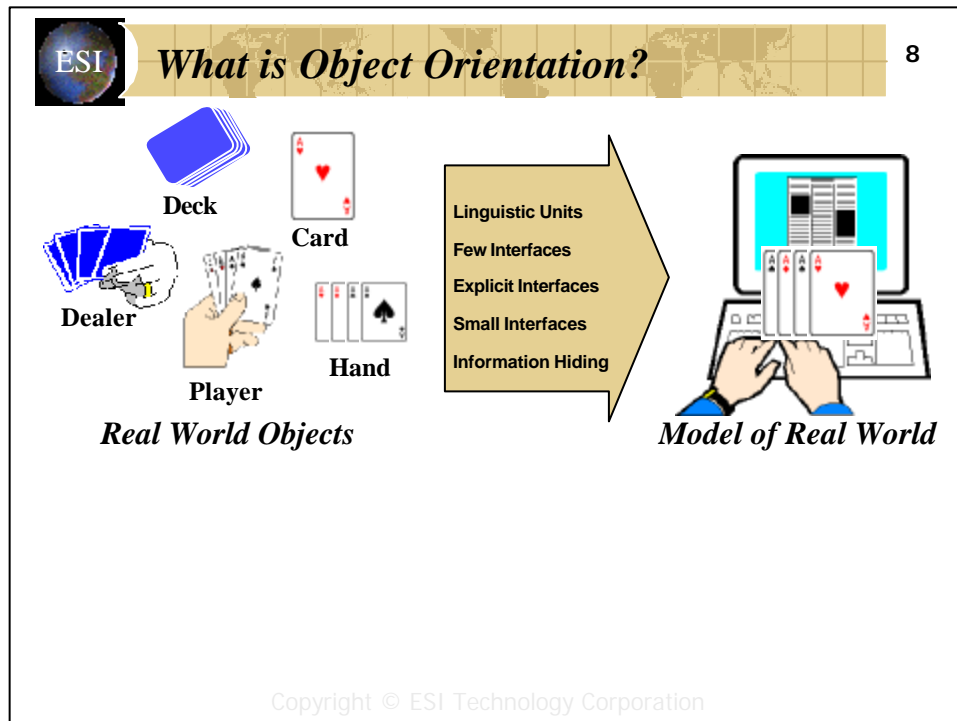 ESI
What is Object Orientation?
8
Deck
Card
Dealer
Player
Hand
Real World Objects
Linguistic Units
Few Interfaces
Explicit Interfaces
Small Interfaces
Information Hiding
Model of Real World
Copyright © ESI Technology Corporation